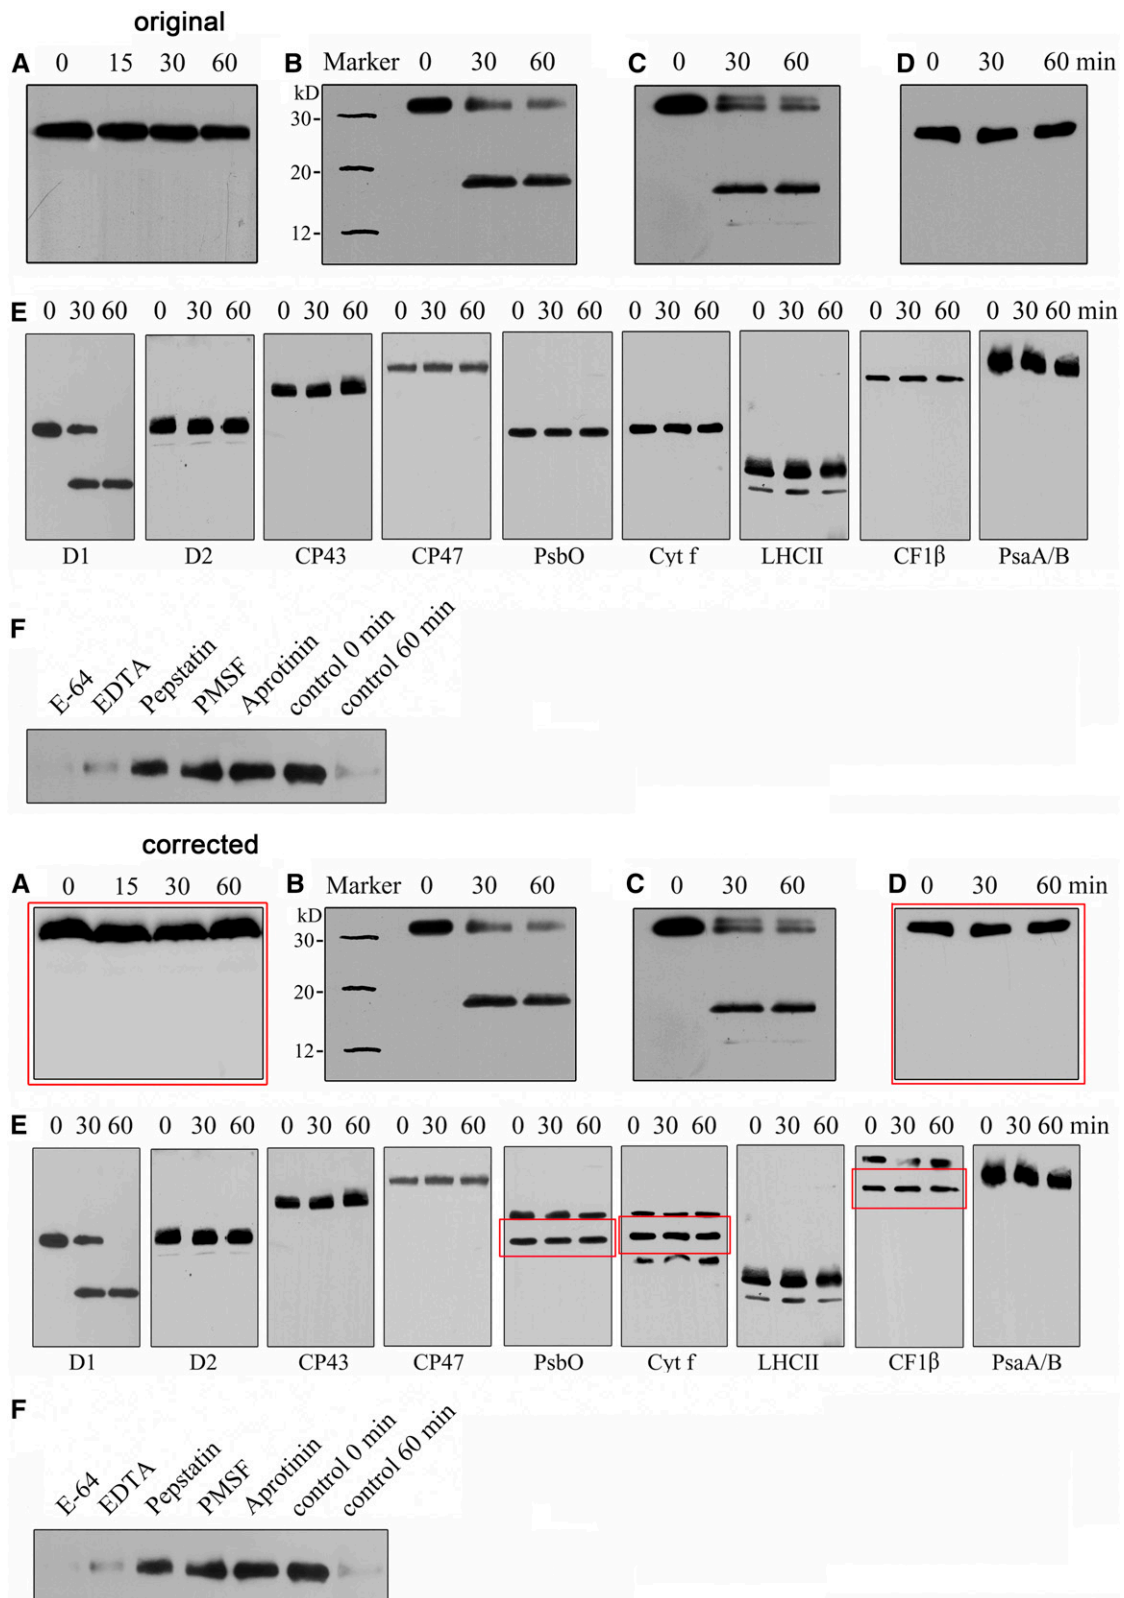 original
A 0 15 30 60 B Marker 0 30 60 C 0 30 60 D 0 30 60 min
kD
30-
20-
12-
E 0 30 60 0 30 60 0 30 60 0 30 60 0 30 60 0 30 60 0 30 60 0 30 60 0 30 60 min
D1 D2 CP43 CP47 PsbO Cyt f LHCII CF1β PsaA/B
F
E-64 EDTA Pepstatin PMSF Aprotinin control 0 min control 60 min
corrected
A 0 15 30 60 B Marker 0 30 60 C 0 30 60 D 0 30 60 min
kD
30-
20-
12-
E 0 30 60 0 30 60 0 30 60 0 30 60 0 30 60 0 30 60 0 30 60 0 30 60 0 30 60 min
D1 D2 CP43 CP47 PsbO Cyt f LHCII CF1β PsaA/B
F
E-64 EDTA Pepstatin PMSF Aprotinin control 0 min control 60 min